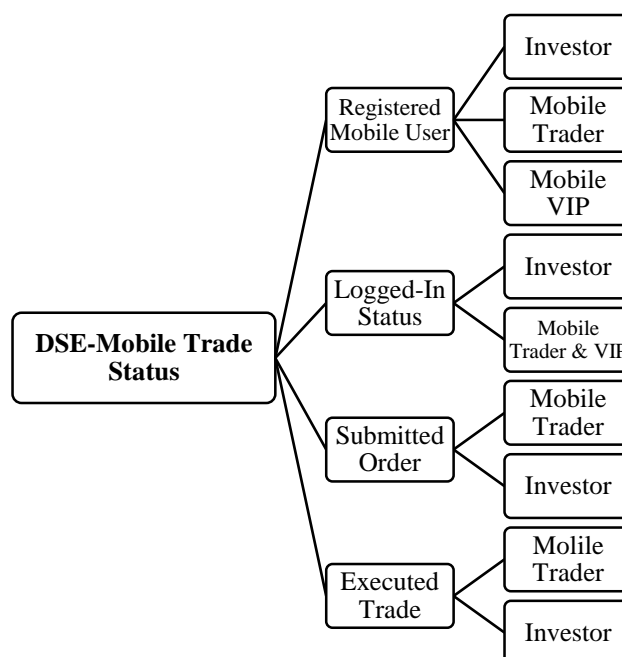 DSE-Mobile Trade
Status
Registered
Mobile User
Investor
Mobile
Trader
Mobile
VIP
Logged-In
Status
Investor
Mobile
Trader & VIP
Submitted
Order
Mobile
Trader
Investor
Executed
Trade
Molile
Trader
Investor